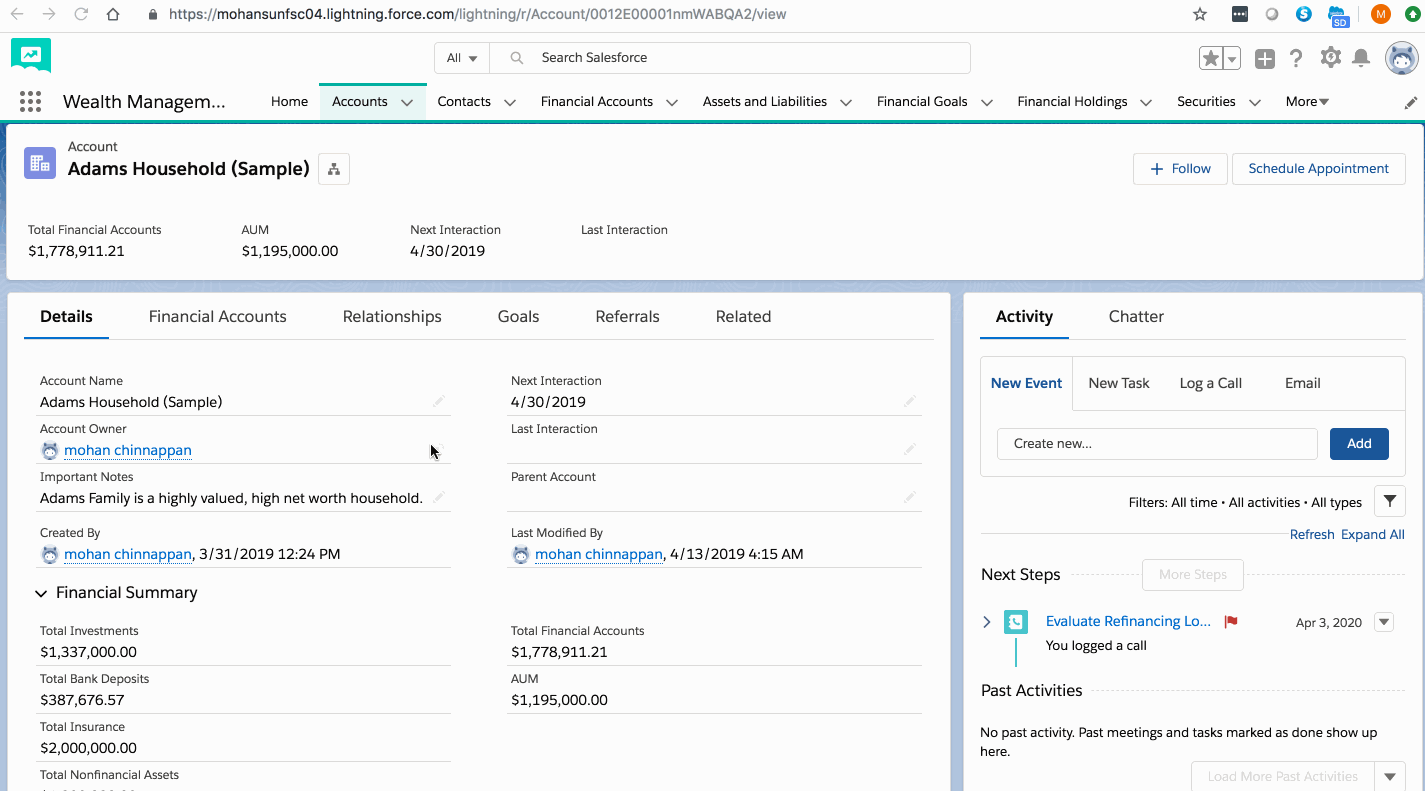 https://mohansunfsc04.lightning.force.com/lightning/r/Account/0012E00001nmWABQA2/view
SD
M
All
Search Salesforce
Wealth Managem...
Home Accounts Contacts Financial Accounts Assets and Liabilities Financial Goals Financial Holdings Securities More
Account
Adams Household (Sample)
+ Follow
Schedule Appointment
Total Financial Accounts AUM Next Interaction Last Interaction
$1,778,911.21 $1,195,000.00 4/30/2019
Details Financial Accounts Relationships Goals Referrals Related
Account Name
Adams Household (Sample)
Next Interaction
4/30/2019
Account Owner
mohan chinnappan
Last Interaction
Important Notes
Adams Family is a highly valued, high net worth household.
Parent Account
Created By
mohan chinnappan, 3/31/2019 12:24 PM
Last Modified By
mohan chinnappan, 4/13/2019 4:15 AM
Financial Summary
Total Investments
$1,337,000.00
Total Financial Accounts
$1,778,911.21
Total Bank Deposits
$387,676.57
AUM
$1,195,000.00
Total Insurance
$2,000,000.00
Total Nonfinancial Assets
Activity Chatter
New Event New Task Log a Call Email
Create new...
Add
Filters: All time • All activities • All types
Refresh Expand All
Next Steps
More Steps
Evaluate Refinancing Lo... Apr 3, 2020
You logged a call
Past Activities
No past activity. Past meetings and tasks marked as done show up
here.
Load More Past Activities